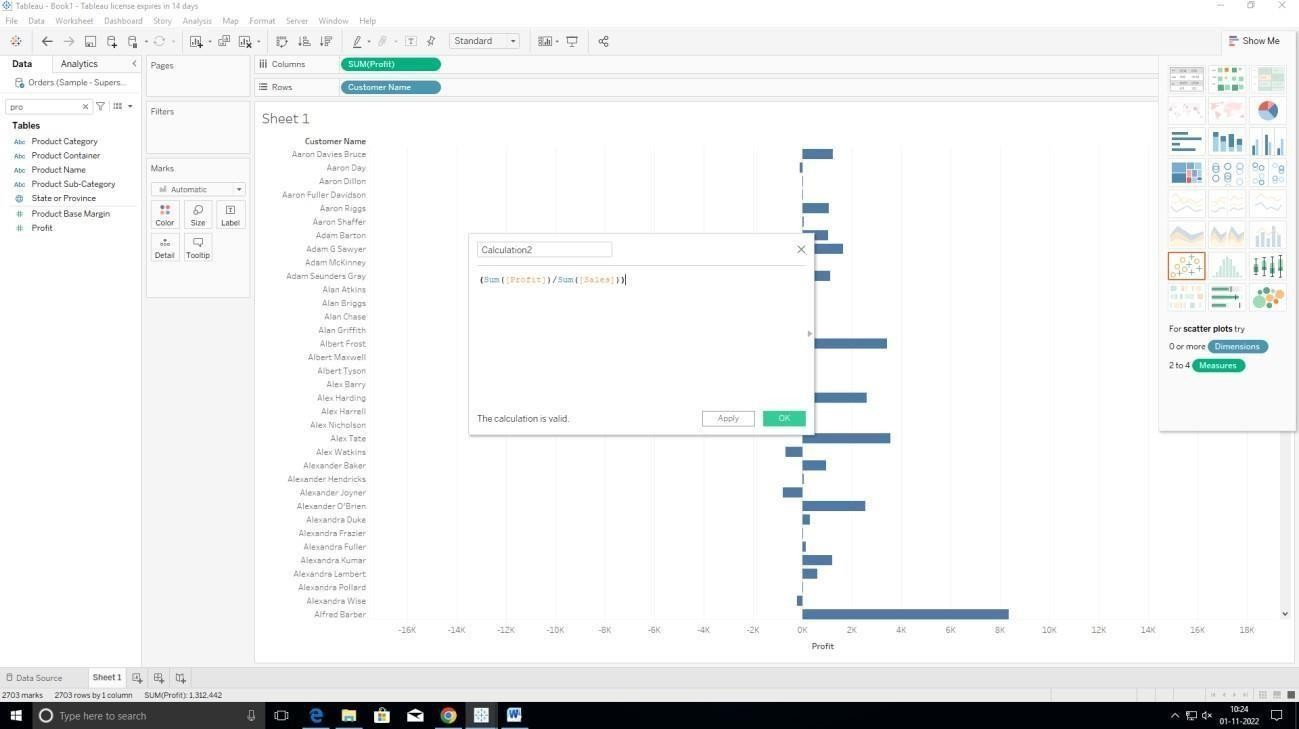 Tableau - Book1 - Tableau license expires in 14 days
File Data Worksheet Dashboard Story Analysis Map Format Server Window Help
Standard
Show Me
Data Analytics
Orders (Sample - Supers...
pro
Tables
Abc Product Category
Abc Product Container
Abc Product Name
Abc Product Sub-Category
State or Province
# Product Base Margin
# Profit
Pages
Filters
Marks
Automatic
Color Size Label
Detail Tooltip
Columns SUM(Profit)
Rows Customer Name
Sheet 1
Customer Name
Aaron Davies Bruce
Aaron Day
Aaron Dillon
Aaron Fuller Davidson
Aaron Riggs
Aaron Shaffer
Adam Barton
Adam G Sawyer
Adam McKinney
Adam Saunders Gray
Alan Atkins
Alan Briggs
Alan Chase
Alan Griffith
Albert Frost
Albert Maxwell
Albert Tyson
Alex Barry
Alex Harding
Alex Harrell
Alex Nicholson
Alex Tate
Alex Watkins
Alexander Baker
Alexander Hendricks
Alexander Joyner
Alexander O'Brien
Alexandra Duke
Alexandra Frazier
Alexandra Fuller
Alexandra Kumar
Alexandra Lambert
Alexandra Pollard
Alexandra Wise
Alfred Barber
-16K -14K -12K -10K -8K -6K -4K -2K 0K 2K 4K 6K 8K 10K 12K 14K 16K 18K
Profit
Calculation2
(Sum([Profit])/Sum([Sales]))
The calculation is valid.
Apply OK
For scatter plots try
0 or more Dimensions
2 to 4 Measures
Data Source Sheet 1
2703 marks 2703 rows by 1 column SUM(Profit): 1,312,442
Type here to search
10:24
01-11-2022